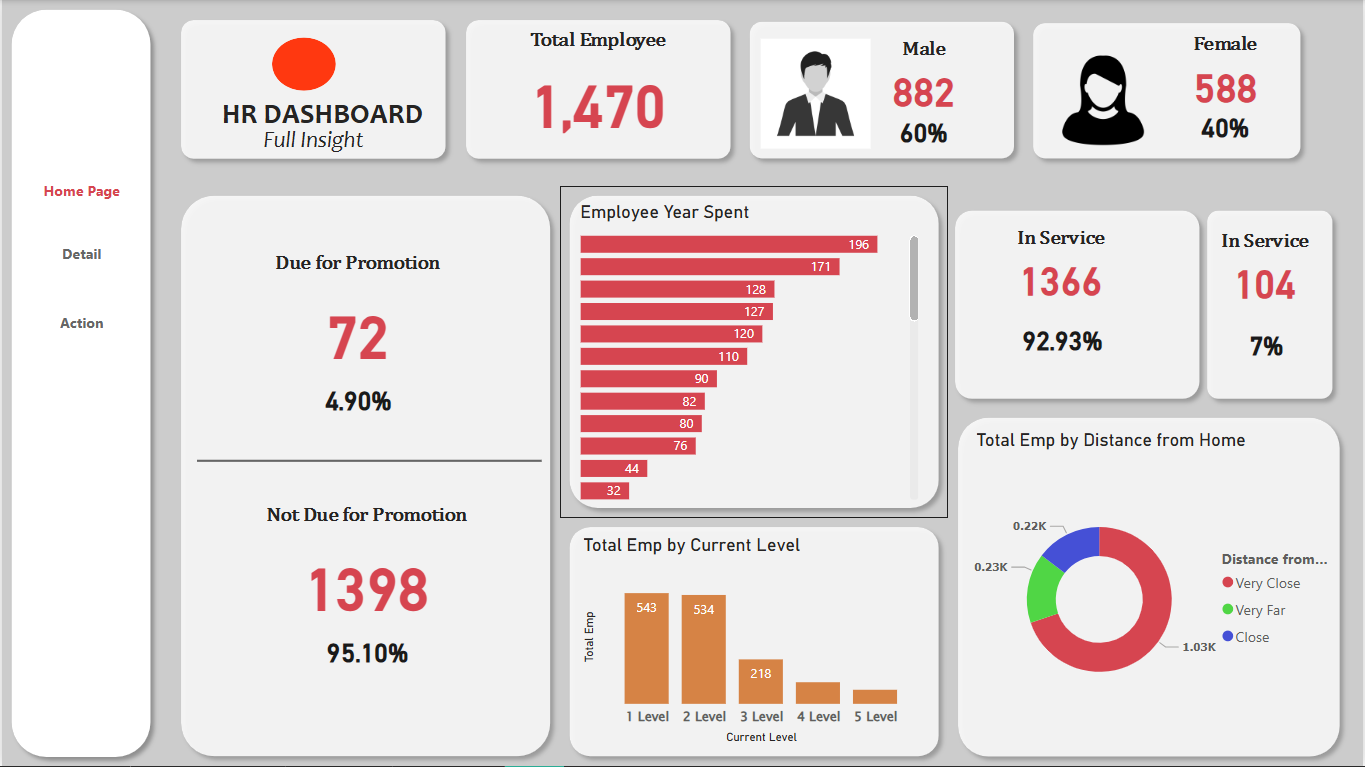 HR DASHBOARD
Full Insight
Total Employee
1,470
Male
882
60%
Female
588
40%
Home Page
Detail
Action
Due for Promotion
72
4.90%
Not Due for Promotion
1398
95.10%
Employee Year Spent
196
171
128
127
120
110
90
82
80
76
44
32
In Service
1366
92.93%
In Service
104
7%
Total Emp by Current Level
Total Emp
543
534
218
1 Level
2 Level
3 Level
4 Level
5 Level
Current Level
Total Emp by Distance from Home
0.22K
0.23K
1.03K
Distance from...
Very Close
Very Far
Close